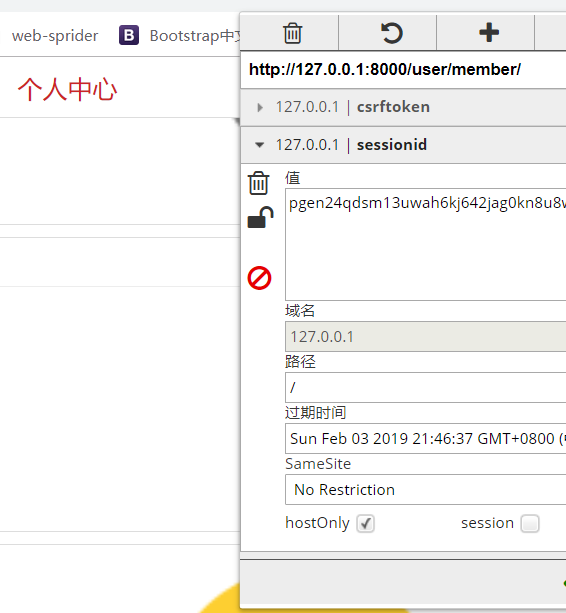 web-sprider
B Bootstrap中文
个人中心
http://127.0.0.1:8000/user/member/
127.0.0.1 | csrftoken
127.0.0.1 | sessionid
值
pgen24qdsm13uwah6kj642jag0kn8u8w
域名
127.0.0.1
路径
/
过期时间
Sun Feb 03 2019 21:46:37 GMT+0800 (
SameSite
No Restriction
hostOnly
session